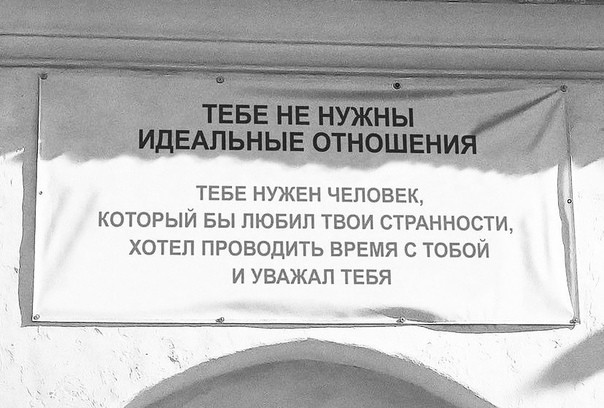 ТЕБЕ НЕ НУЖНЫ
ИДЕАЛЬНЫЕ ОТНОШЕНИЯ
ТЕБЕ НУЖЕН ЧЕЛОВЕК,
КОТОРЫЙ БЫ ЛЮБИЛ ТВОИ СТРАННОСТИ,
ХОТЕЛ ПРОВОДИТЬ ВРЕМЯ С ТОБОЙ
И УВАЖАЛ ТЕБЯ